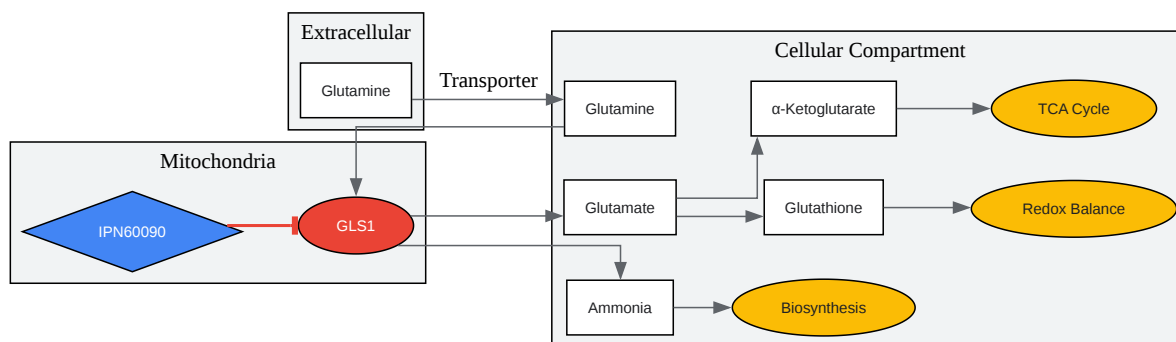 Extracellular
Glutamine
Transporter
Cellular Compartment
Glutamine
α-Ketoglutarate
TCA Cycle
Mitochondria
IPN60090
GLS1
Glutamate
Glutathione
Redox Balance
Ammonia
Biosynthesis